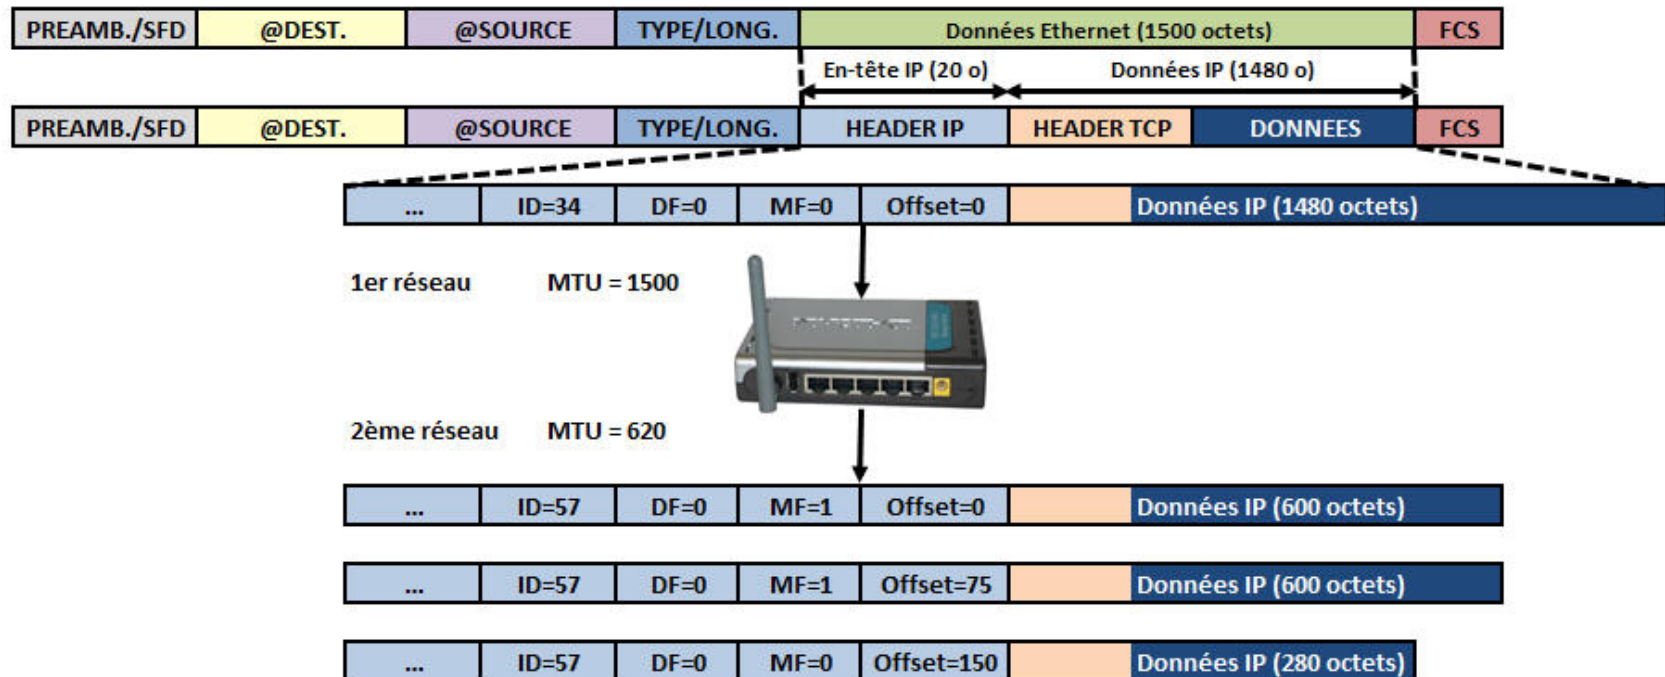 PREAMB./SFD @DEST. @SOURCE TYPE/LONG. Données Ethernet (1500 octets) FCS
En-tête IP (20 o) Données IP (1480 o)
PREAMB./SFD @DEST. @SOURCE TYPE/LONG. HEADER IP HEADER TCP DONNEES FCS
... ID=34 DF=0 MF=0 Offset=0 Données IP (1480 octets)
1er réseau MTU = 1500
2ème réseau MTU = 620
... ID=57 DF=0 MF=1 Offset=0 Données IP (600 octets)
... ID=57 DF=0 MF=1 Offset=75 Données IP (600 octets)
... ID=57 DF=0 MF=0 Offset=150 Données IP (280 octets)